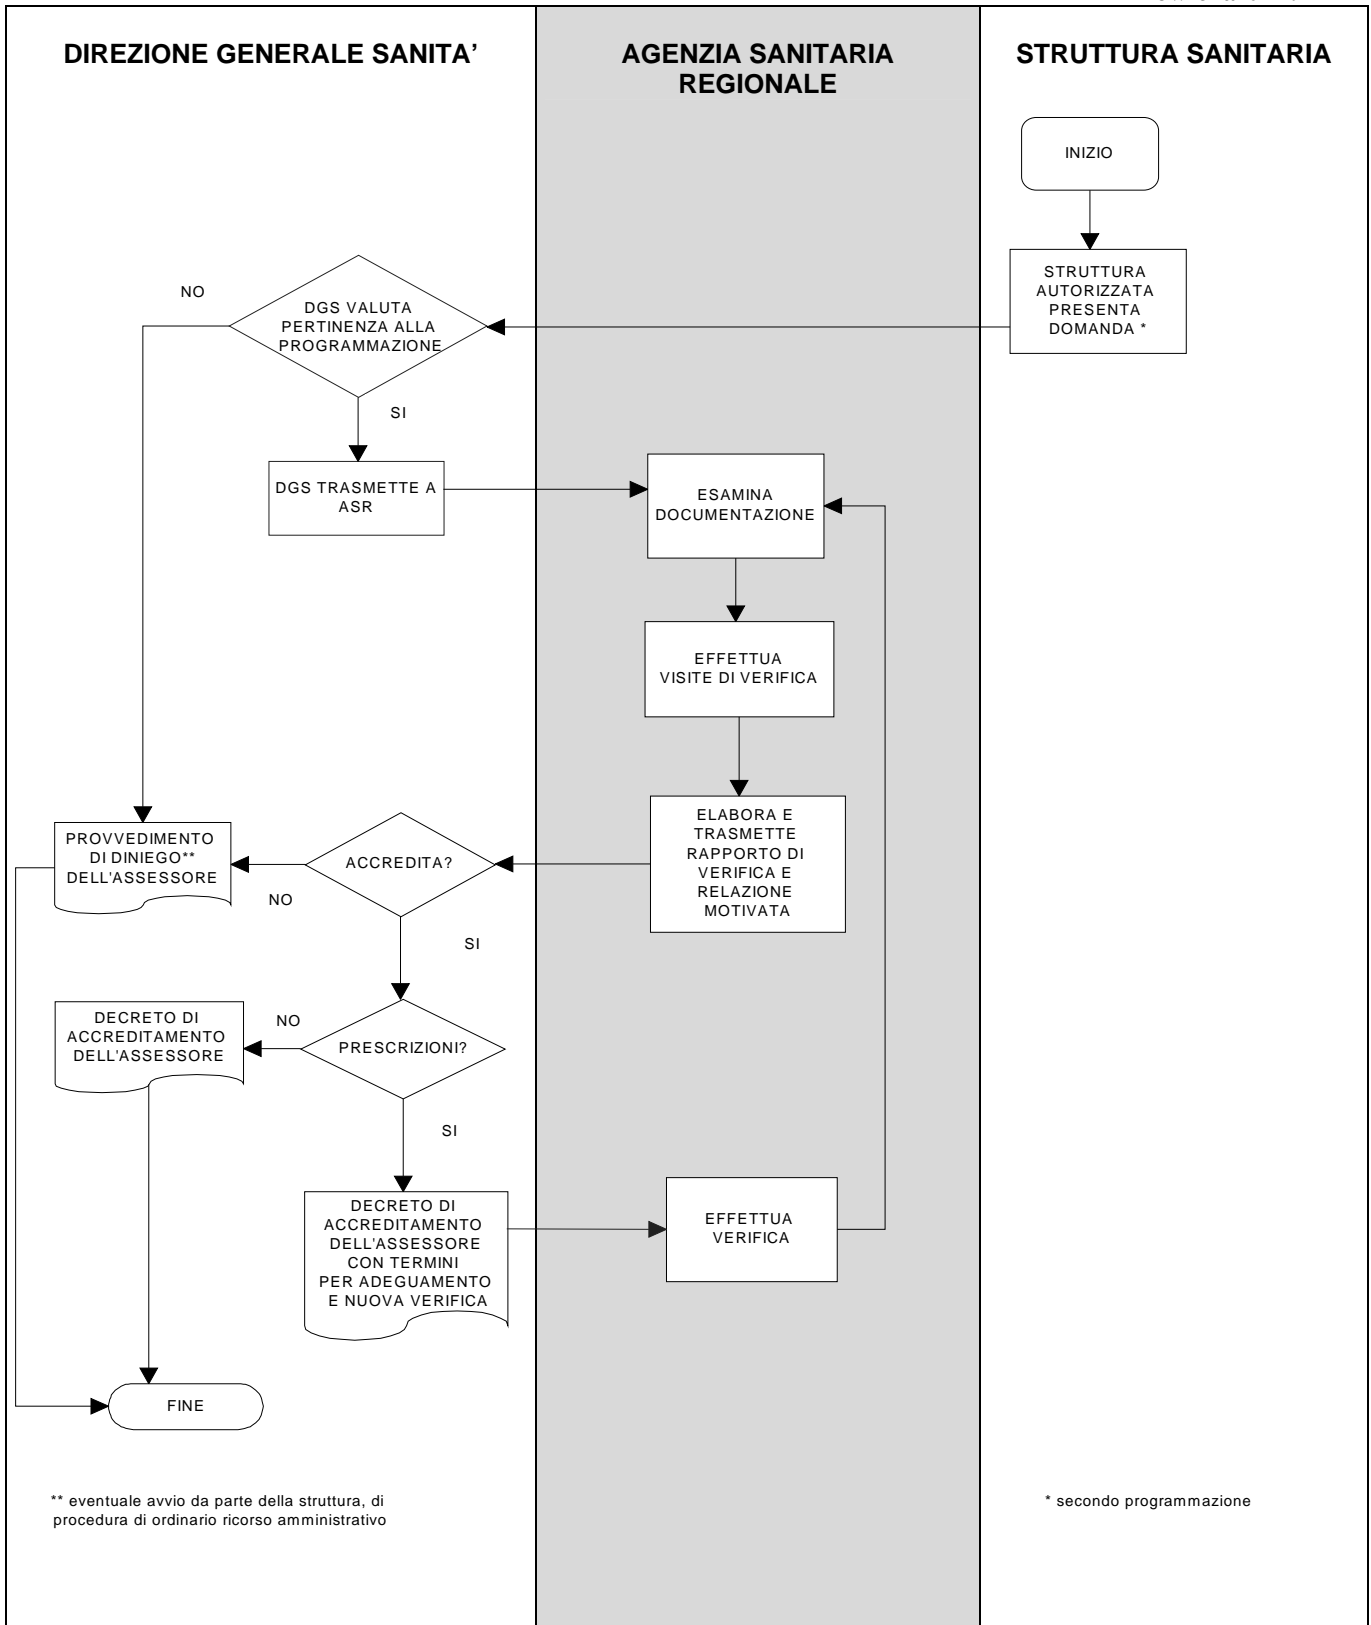 DIREZIONE GENERALE SANITA’
AGENZIA SANITARIA
REGIONALE
STRUTTURA SANITARIA
INIZIO
STRUTTURA
AUTORIZZATA
PRESENTA
DOMANDA *
NO
DGS VALUTA
PERTINENZA ALLA
PROGRAMMAZIONE
SI
DGS TRASMETTE A
ASR
ESAMINA
DOCUMENTAZIONE
EFFETTUA
VISITE DI VERIFICA
ELABORA E
TRASMETTE
RAPPORTO DI
VERIFICA E
RELAZIONE
MOTIVATA
ACCREDITA?
NO
PROVVEDIMENTO
DI DINIEGO**
DELL'ASSESSORE
SI
PRESCRIZIONI?
NO
DECRETO DI
ACCREDITAMENTO
DELL'ASSESSORE
SI
DECRETO DI
ACCREDITAMENTO
DELL'ASSESSORE
CON TERMINI
PER ADEGUAMENTO
E NUOVA VERIFICA
EFFETTUA
VERIFICA
FINE
** eventuale avvio da parte della struttura, di
procedura di ordinario ricorso amministrativo
* secondo programmazione